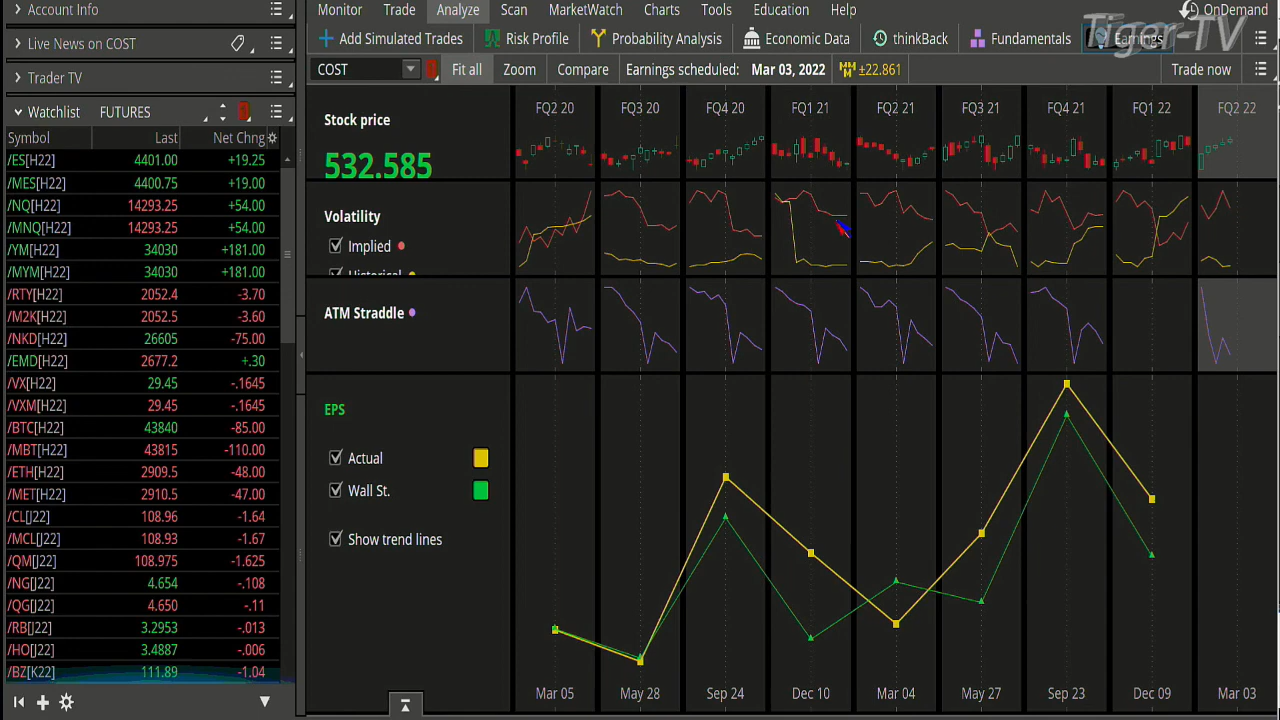 Account Info
Live News on COST
Trader TV
Watchlist FUTURES
Symbol Last Net Chng
/ES[H22] 4401.00 +19.25
/MES[H22] 4400.75 +19.00
/NQ[H22] 14293.25 +54.00
/MNQ[H22] 14293.25 +54.00
/YM[H22] 34030 +181.00
/MYM[H22] 34030 +181.00
/RTY[H22] 2052.4 -3.70
/M2K[H22] 2052.5 -3.60
/NKD[H22] 26605 -75.00
/EMD[H22] 2677.2 +.30
/VX[H22] 29.45 -.1645
/VXM[H22] 29.45 -.1645
/BTC[H22] 43840 -85.00
/MBT[H22] 43815 -110.00
/ETH[H22] 2909.5 -48.00
/MET[H22] 2910.5 -47.00
/CL[J22] 108.96 -1.64
/MCL[J22] 108.93 -1.67
/QM[J22] 108.975 -1.625
/NG[J22] 4.654 -.108
/QG[J22] 4.650 -.11
/RB[J22] 3.2953 -.013
/HO[J22] 3.4887 -.006
/BZ[K22] 111.89 -1.04
Monitor Trade Analyze Scan MarketWatch Charts Tools Education Help OnDemand
Tiger-TV
Add Simulated Trades Risk Profile Probability Analysis Economic Data thinkBack Fundamentals Earnings
COST Fit all Zoom Compare Earnings scheduled: Mar 03, 2022 MMM ±22.861 Trade now
FQ2 20 FQ3 20 FQ4 20 FQ1 21 FQ2 21 FQ3 21 FQ4 21 FQ1 22 FQ2 22
Stock price
532.585
Volatility
Implied
Historical
ATM Straddle
EPS
Actual
Wall St.
Show trend lines
Mar 05 May 28 Sep 24 Dec 10 Mar 04 May 27 Sep 23 Dec 09 Mar 03